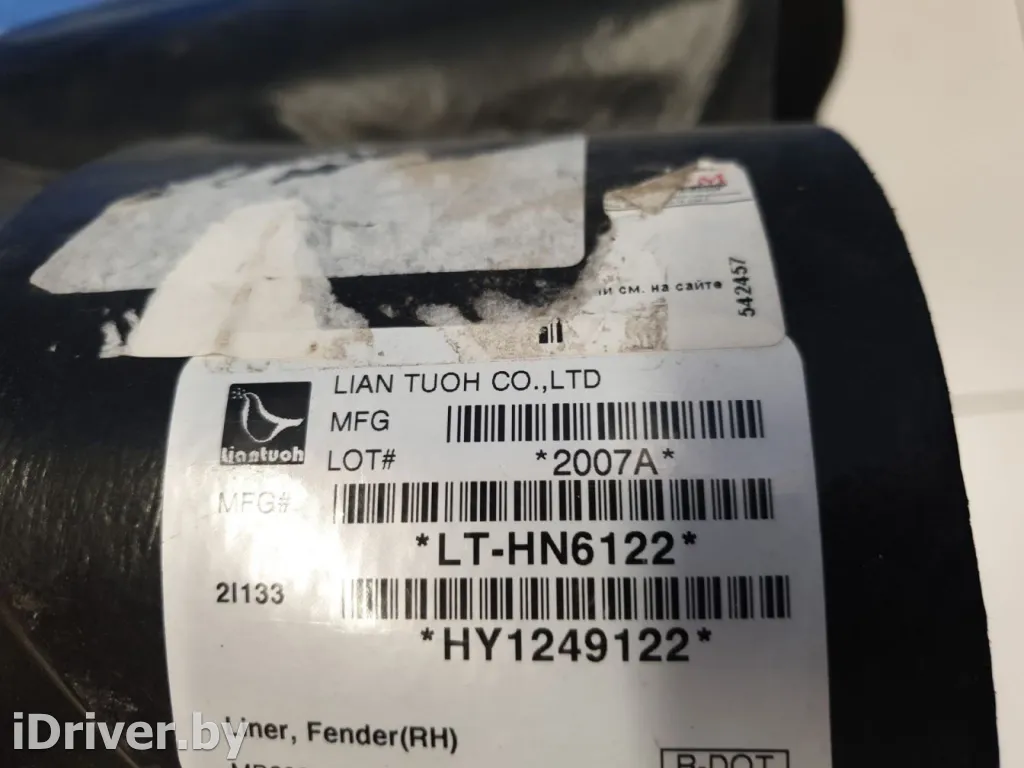 см. на сайте
542457
LIAN TUOH CO.,LTD
Liantuoh
MFG
LOT#
*2007A*
MFG#
*LT-HN6122*
2I133
*HY1249122*
Liner, Fender(RH)
R-DOT
iDriver.by